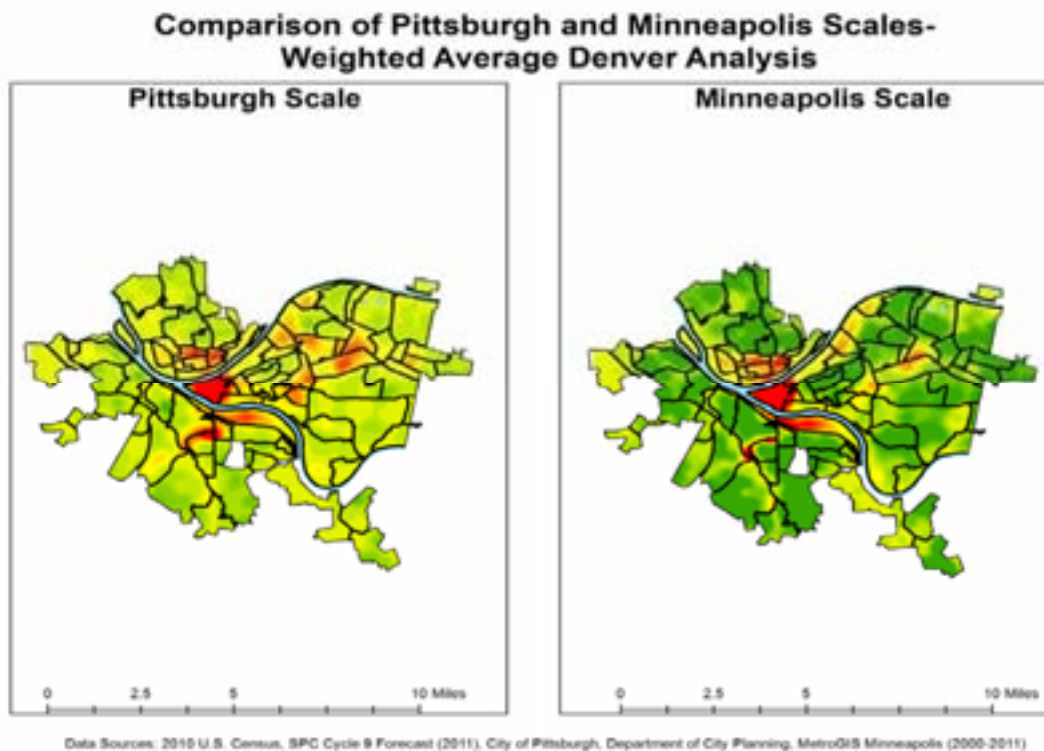 Comparison of Pittsburgh and Minneapolis Scales-
Weighted Average Denver Analysis
Pittsburgh Scale
Minneapolis Scale
0 2.5 5 10 Miles
0 2.5 5 10 Miles
Data Sources: 2010 U.S. Census, SPC Cycle 9 Forecast (2011), City of Pittsburgh, Department of City Planning, MetroGIS Minneapolis (2000-2011)